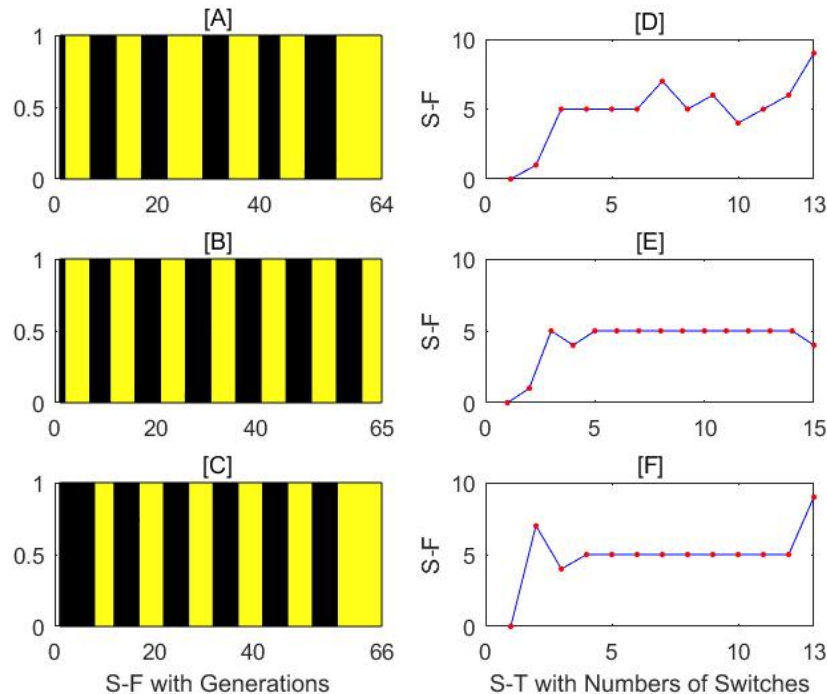 [A]
1
0.5
0
0 20 40 64
[D]
10
5
0
S-F
0 5 10 13
[B]
1
0.5
0
0 20 40 65
[E]
10
5
0
S-F
0 5 10 15
[C]
1
0.5
0
0 20 40 66
S-F with Generations
[F]
10
5
0
S-F
0 5 10 13
S-T with Numbers of Switches